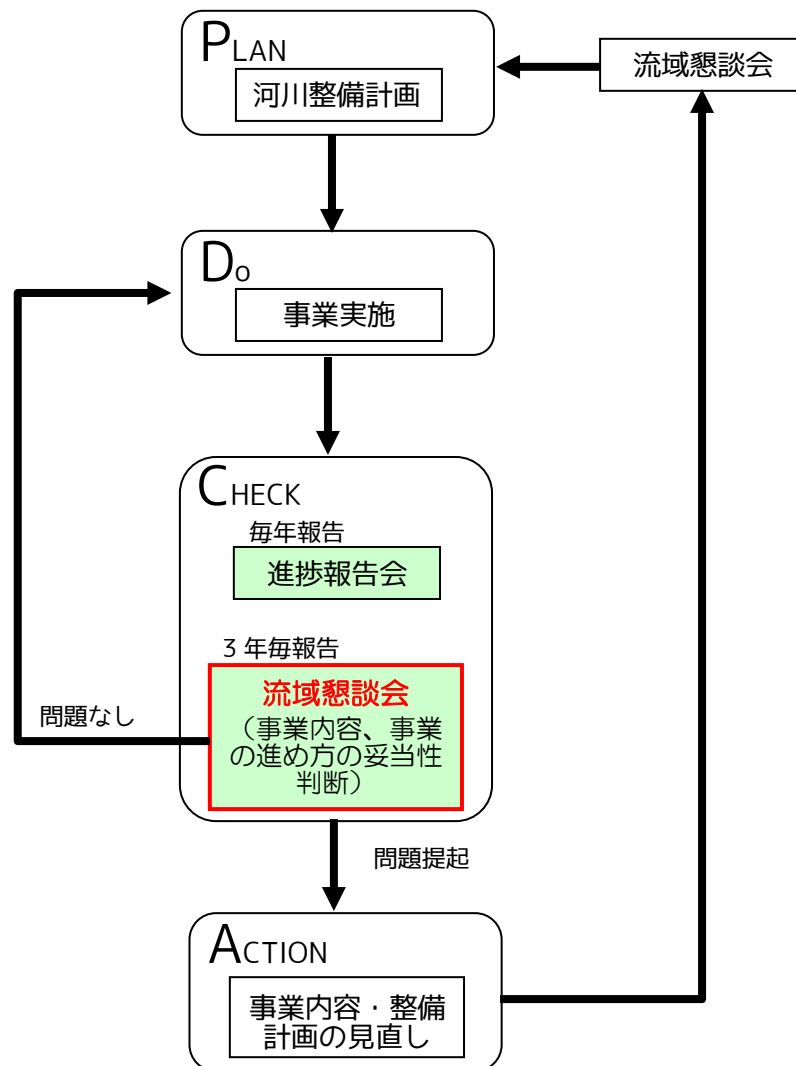 PLAN
流域懇談会
河川整備計画
Do
事業実施
CHECK
毎年報告
進捗報告会
3年毎報告
流域懇談会
（事業内容、事業
の進め方の妥当性
判断）
問題なし
問題提起
ACTION
事業内容・整備
計画の見直し